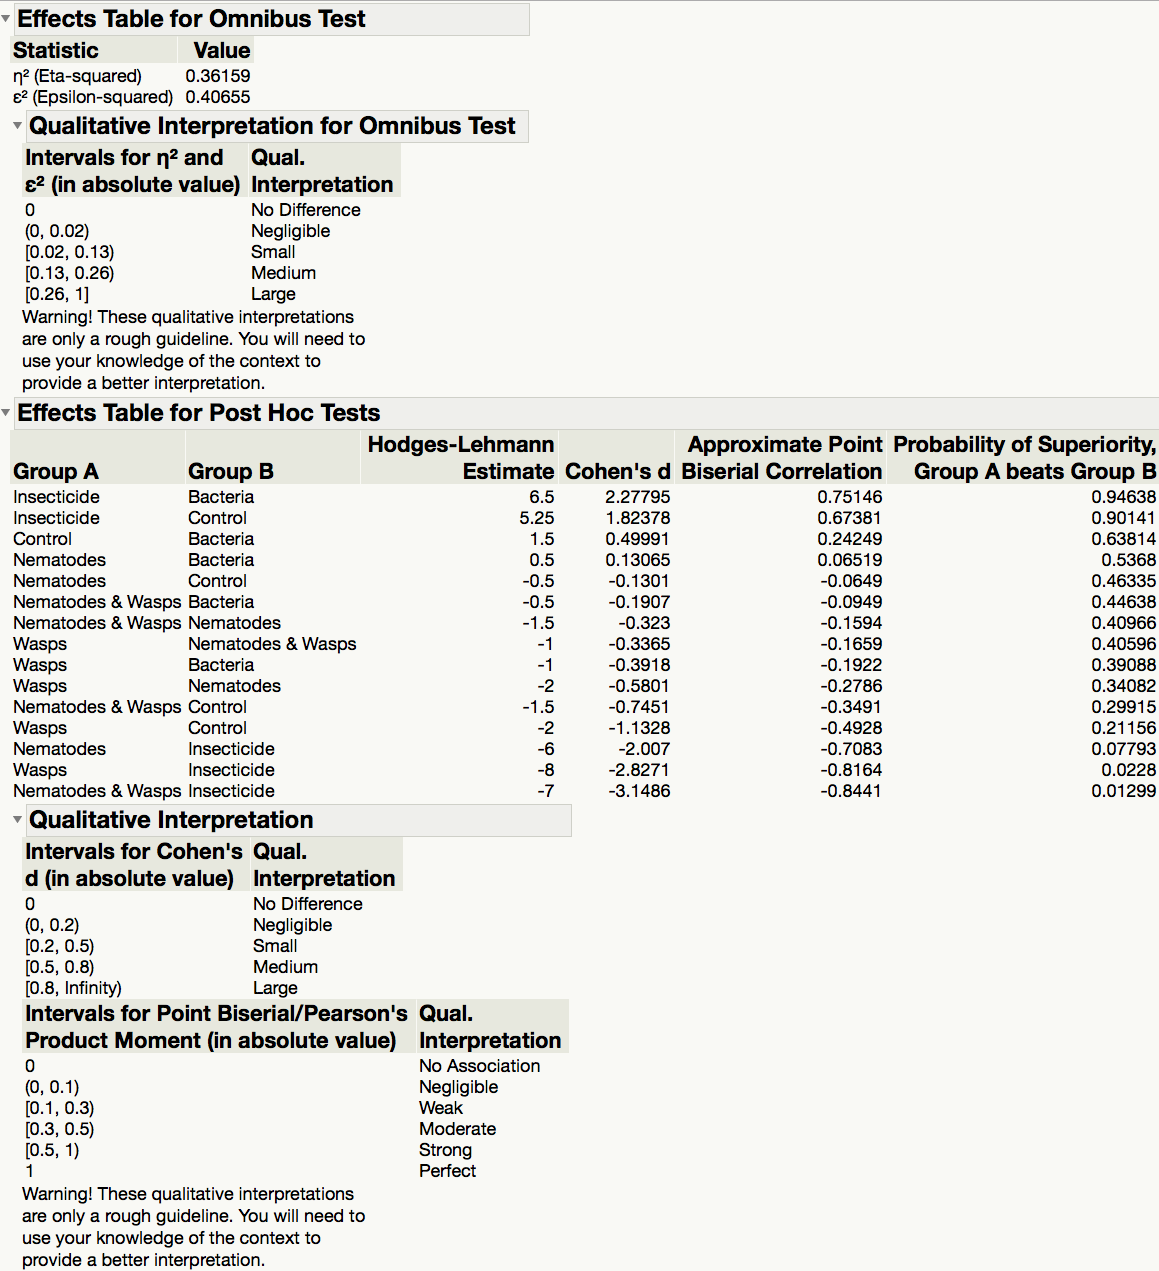 Effects Table for Omnibus Test
Statistic Value
η² (Eta-squared) 0.36159
ε² (Epsilon-squared) 0.40655
Qualitative Interpretation for Omnibus Test
Intervals for η² and Qual.
ε² (in absolute value) Interpretation
0 No Difference
(0, 0.02) Negligible
[0.02, 0.13) Small
[0.13, 0.26) Medium
[0.26, 1] Large
Warning! These qualitative interpretations
are only a rough guideline. You will need to
use your knowledge of the context to
provide a better interpretation.
Effects Table for Post Hoc Tests
Hodges-Lehmann Approximate Point Probability of Superiority,
Group A Group B Estimate Cohen's d Biserial Correlation Group A beats Group B
Insecticide Bacteria 6.5 2.27795 0.75146 0.94638
Insecticide Control 5.25 1.82378 0.67381 0.90141
Control Bacteria 1.5 0.49991 0.24249 0.63814
Nematodes Bacteria 0.5 0.13065 0.06519 0.5368
Nematodes Control -0.5 -0.1301 -0.0649 0.46335
Nematodes & Wasps Bacteria -0.5 -0.1907 -0.0949 0.44638
Nematodes & Wasps Nematodes -1.5 -0.323 -0.1594 0.40966
Wasps Nematodes & Wasps -1 -0.3365 -0.1659 0.40596
Wasps Bacteria -1 -0.3918 -0.1922 0.39088
Wasps Nematodes -2 -0.5801 -0.2786 0.34082
Nematodes & Wasps Control -1.5 -0.7451 -0.3491 0.29915
Wasps Control -2 -1.1328 -0.4928 0.21156
Nematodes Insecticide -6 -2.007 -0.7083 0.07793
Wasps Insecticide -8 -2.8271 -0.8164 0.0228
Nematodes & Wasps Insecticide -7 -3.1486 -0.8441 0.01299
Qualitative Interpretation
Intervals for Cohen's Qual.
d (in absolute value) Interpretation
0 No Difference
(0, 0.2) Negligible
[0.2, 0.5) Small
[0.5, 0.8) Medium
[0.8, Infinity) Large
Intervals for Point Biserial/Pearson's Qual.
Product Moment (in absolute value) Interpretation
0 No Association
(0, 0.1) Negligible
[0.1, 0.3) Weak
[0.3, 0.5) Moderate
[0.5, 1) Strong
1 Perfect
Warning! These qualitative interpretations
are only a rough guideline. You will need to
use your knowledge of the context to
provide a better interpretation.